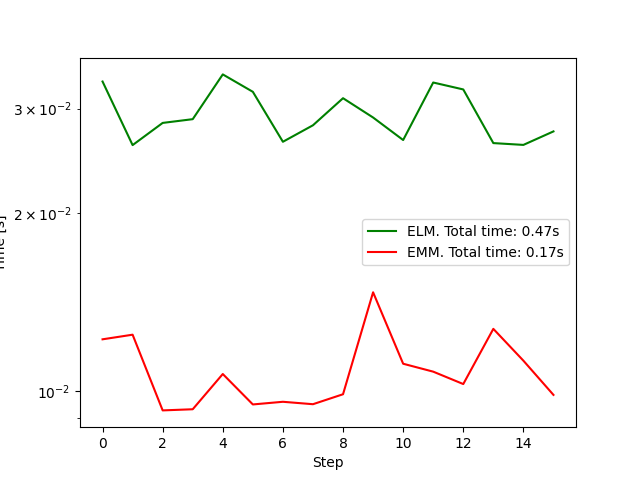 3 × 10⁻²
2 × 10⁻²
10⁻²
Time [s]
ELM. Total time: 0.47s
EMM. Total time: 0.17s
0 2 4 6 8 10 12 14
Step